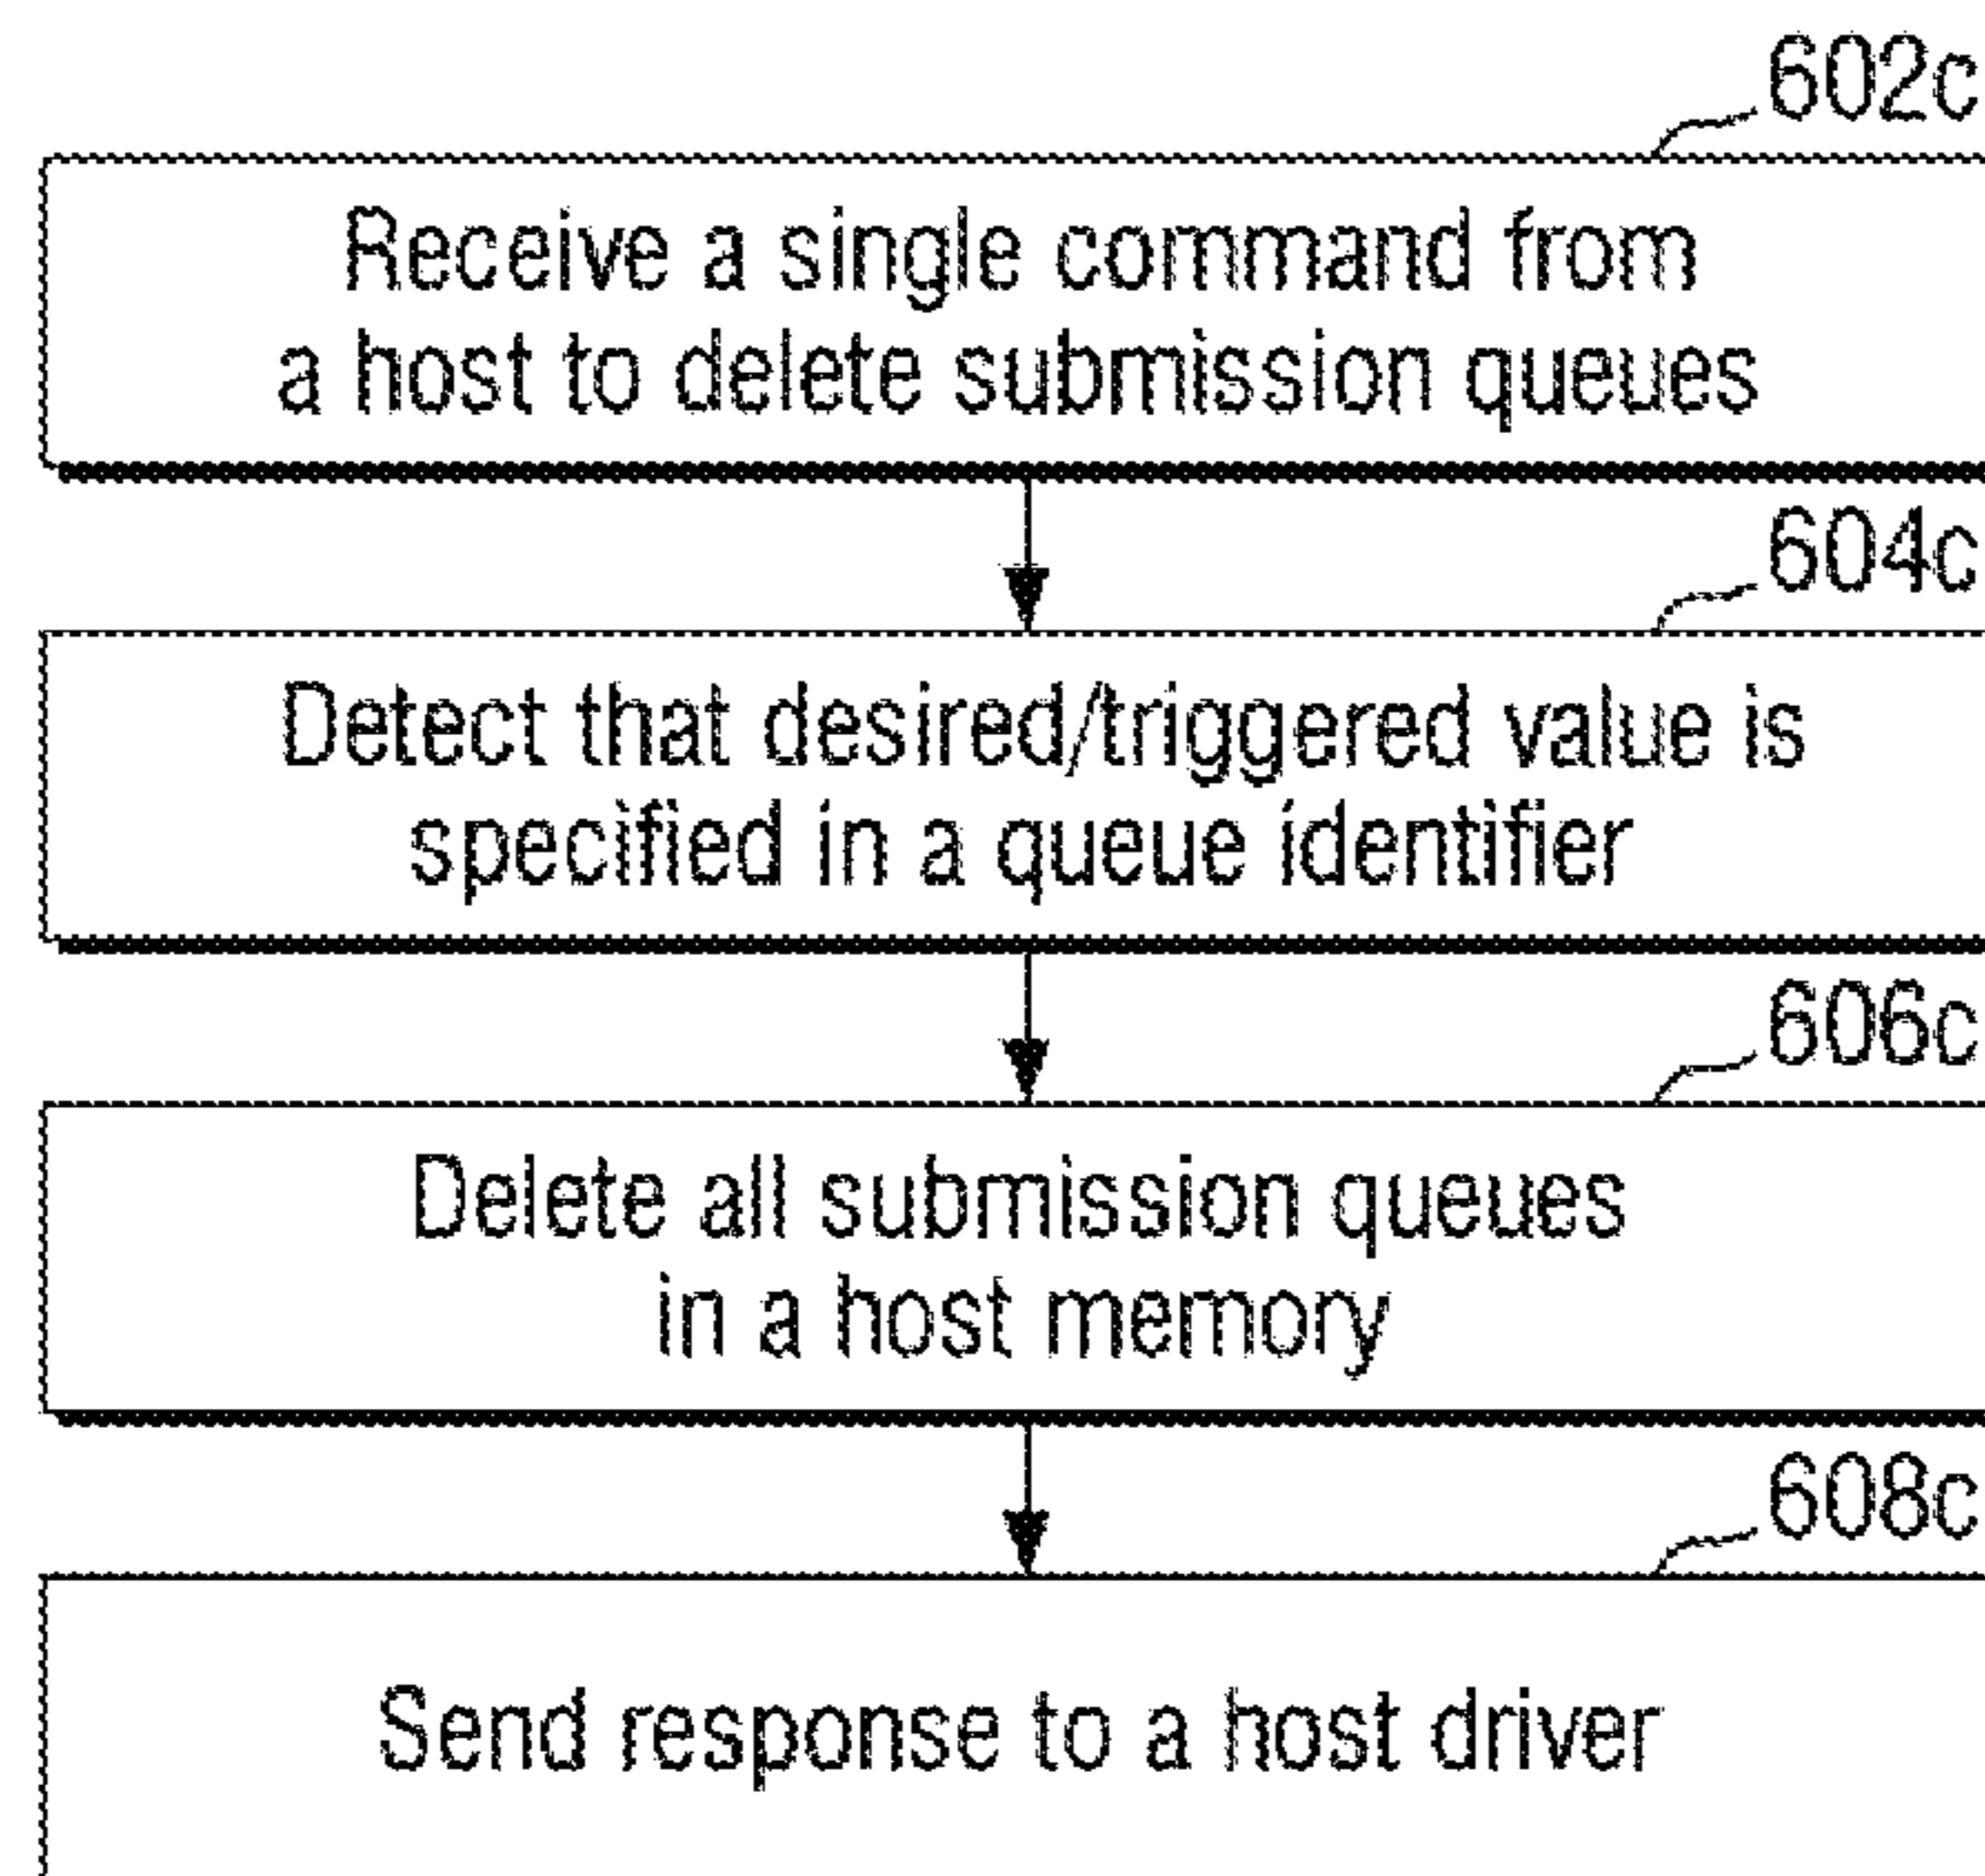 602c
Receive a single command from
a host to delete submission queues
604c
Detect that desired/triggered value is
specified in a queue identifier
606c
Delete all submission queues
in a host memory
608c
Send response to a host driver